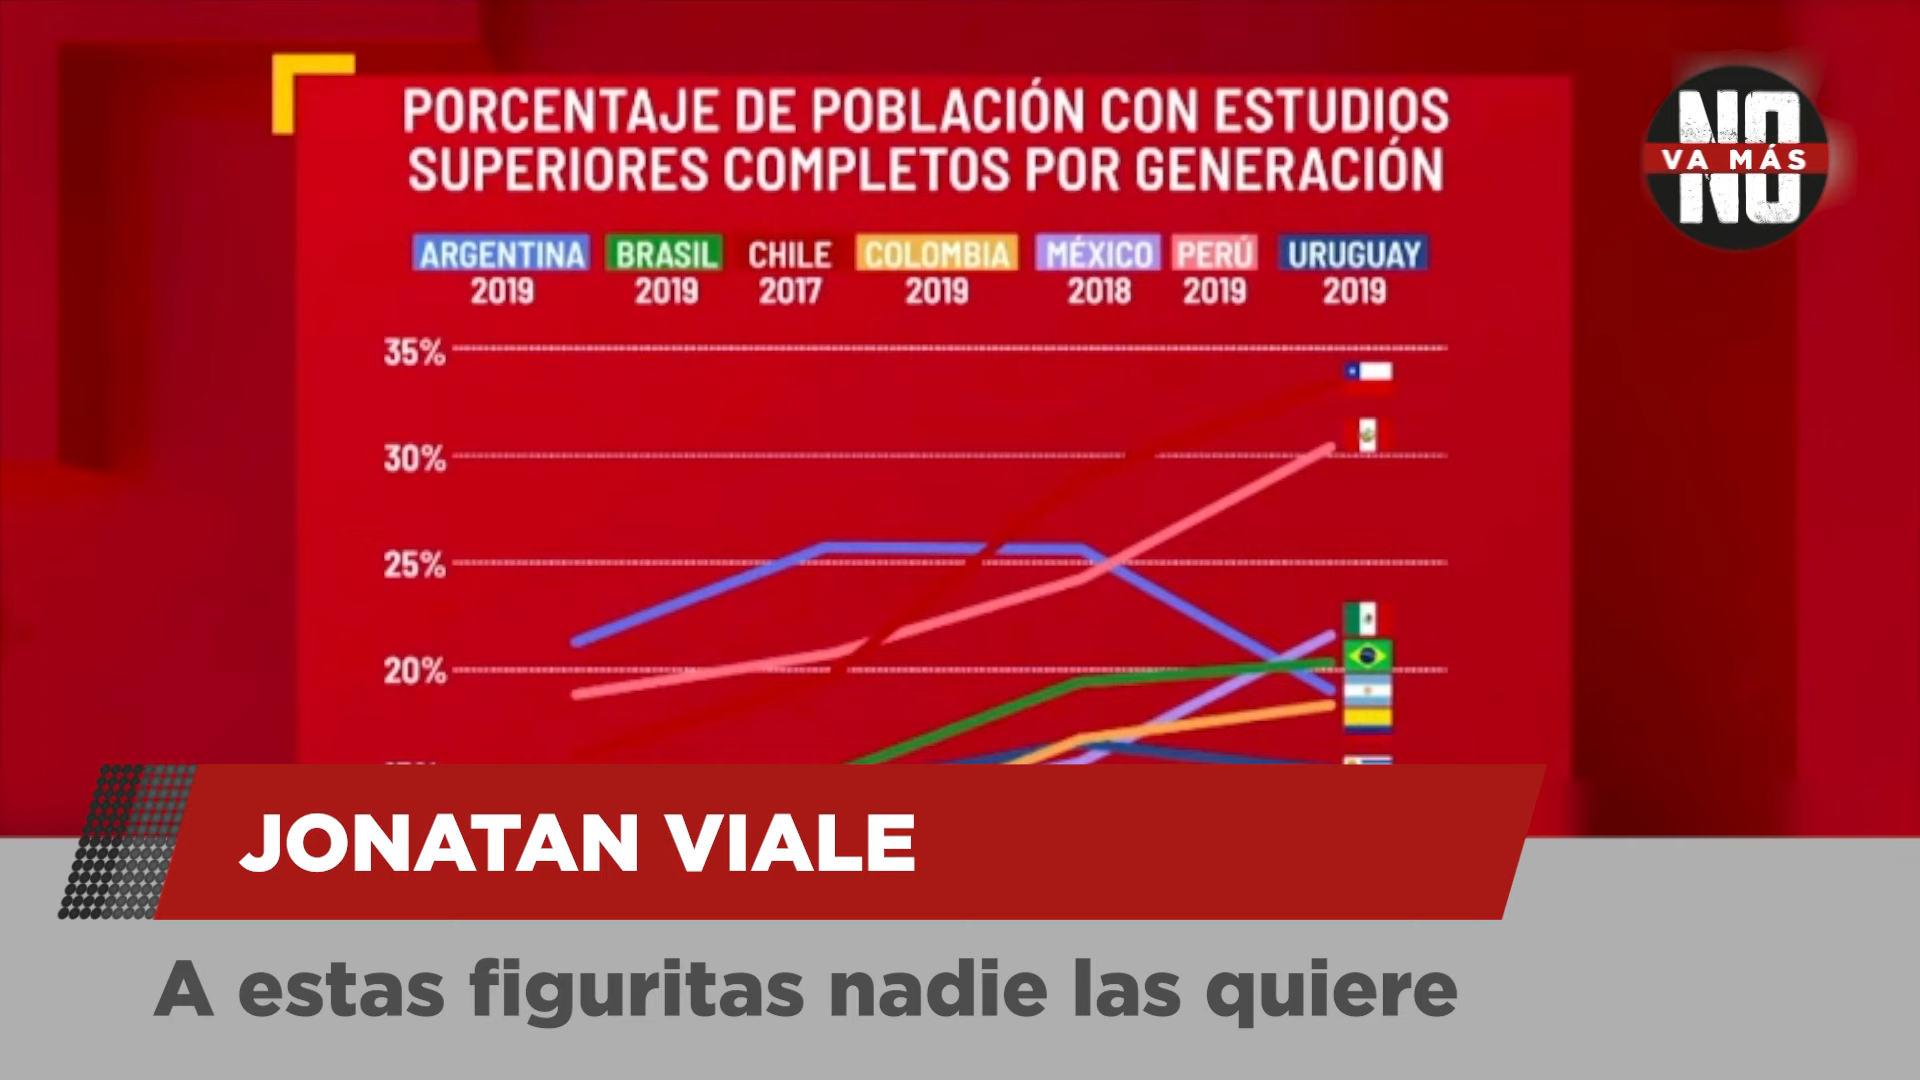 PORCENTAJE DE POBLACIÓN CON ESTUDIOS
SUPERIORES COMPLETOS POR GENERACIÓN
NO
VA MÁS
NO
ARGENTINA BRASIL CHILE COLOMBIA MÉXICO PERÚ URUGUAY
2019 2019 2017 2019 2018 2019 2019
35%
30%
25%
20%
JONATAN VIALE
A estas figuritas nadie las quiere